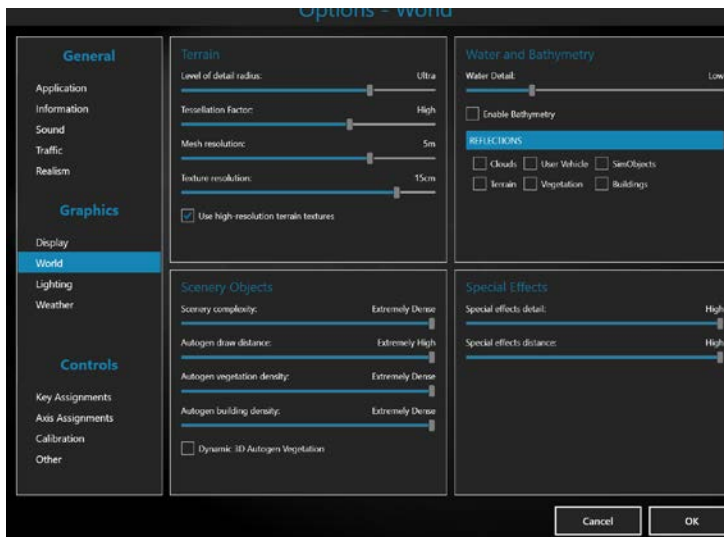 Options - World
General
Application
Information
Sound
Traffic
Realism
Graphics
Display
World
Lighting
Weather
Controls
Key Assignments
Axis Assignments
Calibration
Other
Terrain
Level of detail radius: Ultra
Tessellation Factor: High
Mesh resolution: 5m
Texture resolution: 15cm
Use high-resolution terrain textures
Water and Bathymetry
Water Detail: Low
Enable Bathymetry
REFLECTIONS
Clouds User Vehicle SimObjects
Terrain Vegetation Buildings
Scenery Objects
Scenery complexity: Extremely Dense
Autogen draw distance: Extremely High
Autogen vegetation density: Extremely Dense
Autogen building density: Extremely Dense
Dynamic 3D Autogen Vegetation
Special Effects
Special effects detail: High
Special effects distance: High
Cancel OK